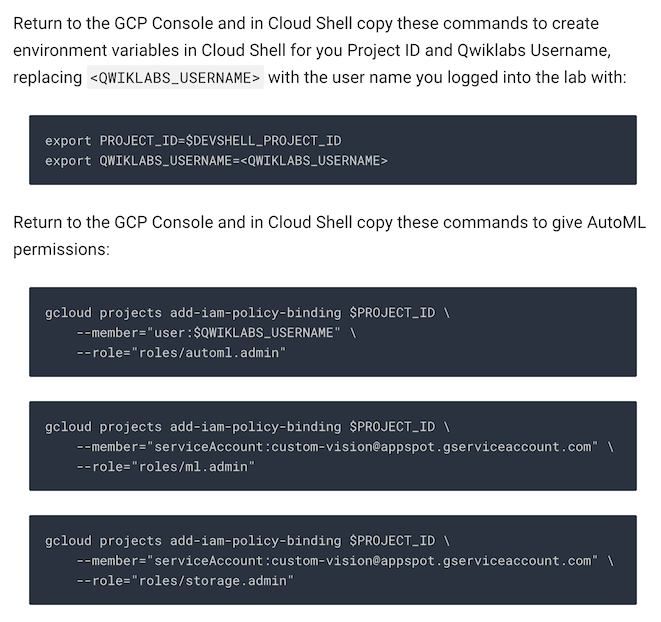 Return to the GCP Console and in Cloud Shell copy these commands to create
environment variables in Cloud Shell for you Project ID and Qwiklabs Username,
replacing <QWIKLABS_USERNAME> with the user name you logged into the lab with:
export PROJECT_ID=$DEVSHELL_PROJECT_ID
export QWIKLABS_USERNAME=<QWIKLABS_USERNAME>
Return to the GCP Console and in Cloud Shell copy these commands to give AutoML
permissions:
gcloud projects add-iam-policy-binding $PROJECT_ID \
    --member="user:$QWIKLABS_USERNAME" \
    --role="roles/automl.admin"
gcloud projects add-iam-policy-binding $PROJECT_ID \
    --member="serviceAccount:custom-vision@appspot.gserviceaccount.com" \
    --role="roles/ml.admin"
gcloud projects add-iam-policy-binding $PROJECT_ID \
    --member="serviceAccount:custom-vision@appspot.gserviceaccount.com" \
    --role="roles/storage.admin"